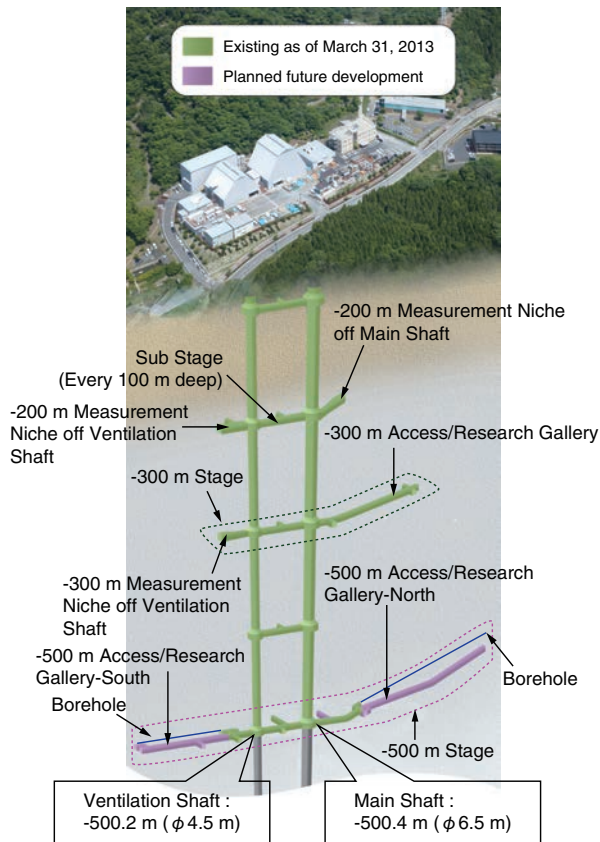 Existing as of March 31, 2013
Planned future development
MIZUNAMI
-200 m Measurement Niche
off Main Shaft
Sub Stage
(Every 100 m deep)
-200 m Measurement
Niche off Ventilation
Shaft
-300 m Access/Research Gallery
-300 m Stage
-300 m Measurement
Niche off Ventilation
Shaft
-500 m Access/Research
Gallery-North
-500 m Access/Research
Gallery-South
Borehole
Borehole
-500 m Stage
Ventilation Shaft :
-500.2 m ( φ 4.5 m)
Main Shaft :
-500.4 m ( φ 6.5 m)